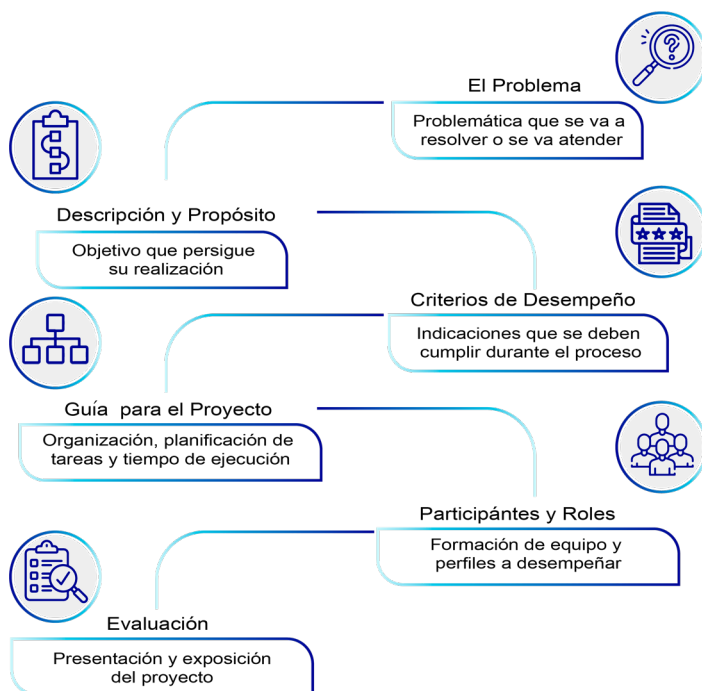 El Problema
Problemática que se va a
resolver o se va atender
Descripción y Propósito
Objetivo que persigue
su realización
Criterios de Desempeño
Indicaciones que se deben
cumplir durante el proceso
Guía para el Proyecto
Organización, planificación de
tareas y tiempo de ejecución
Participántes y Roles
Formación de equipo y
perfiles a desempeñar
Evaluación
Presentación y exposición
del proyecto